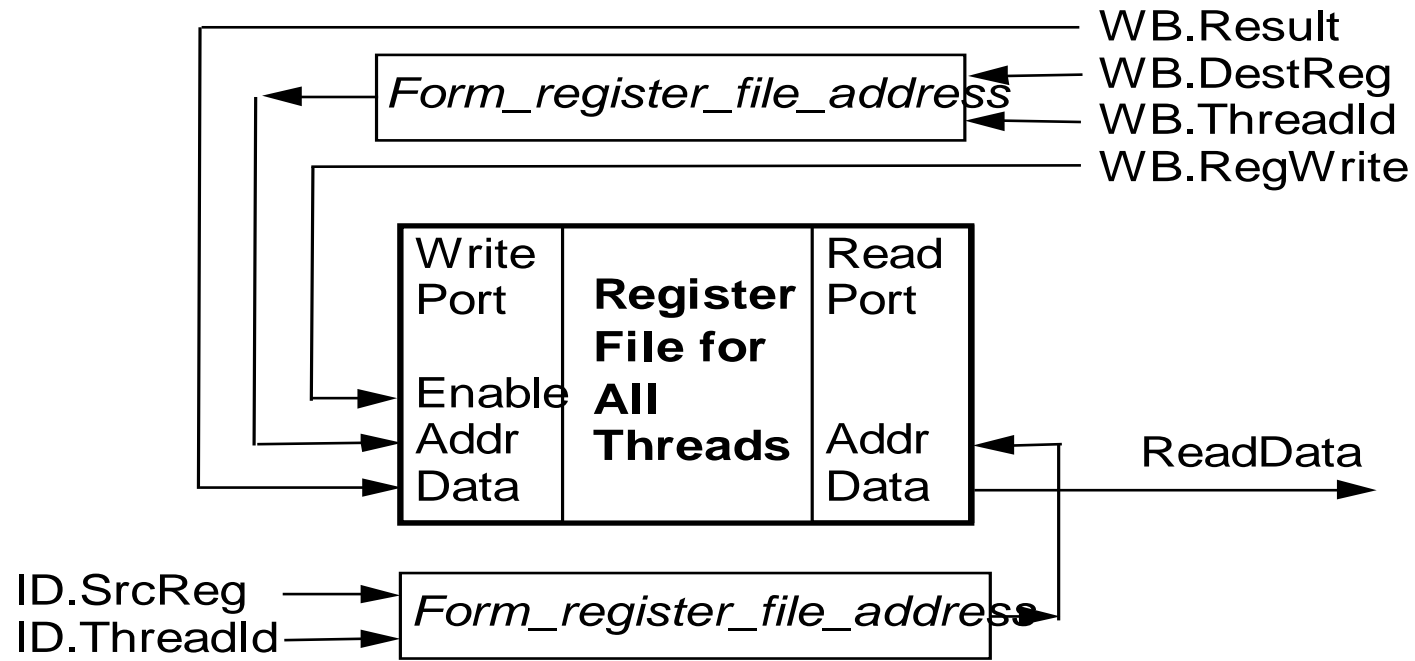 WB.Result
Form_register_file_address
WB.DestReg
WB.ThreadId
WB.RegWrite
Write
Port
Enable
Addr
Data
Register
File for
All
Threads
Read
Port
Addr
Data
ReadData
ID.SrcReg
ID.ThreadId
Form_register_file_address